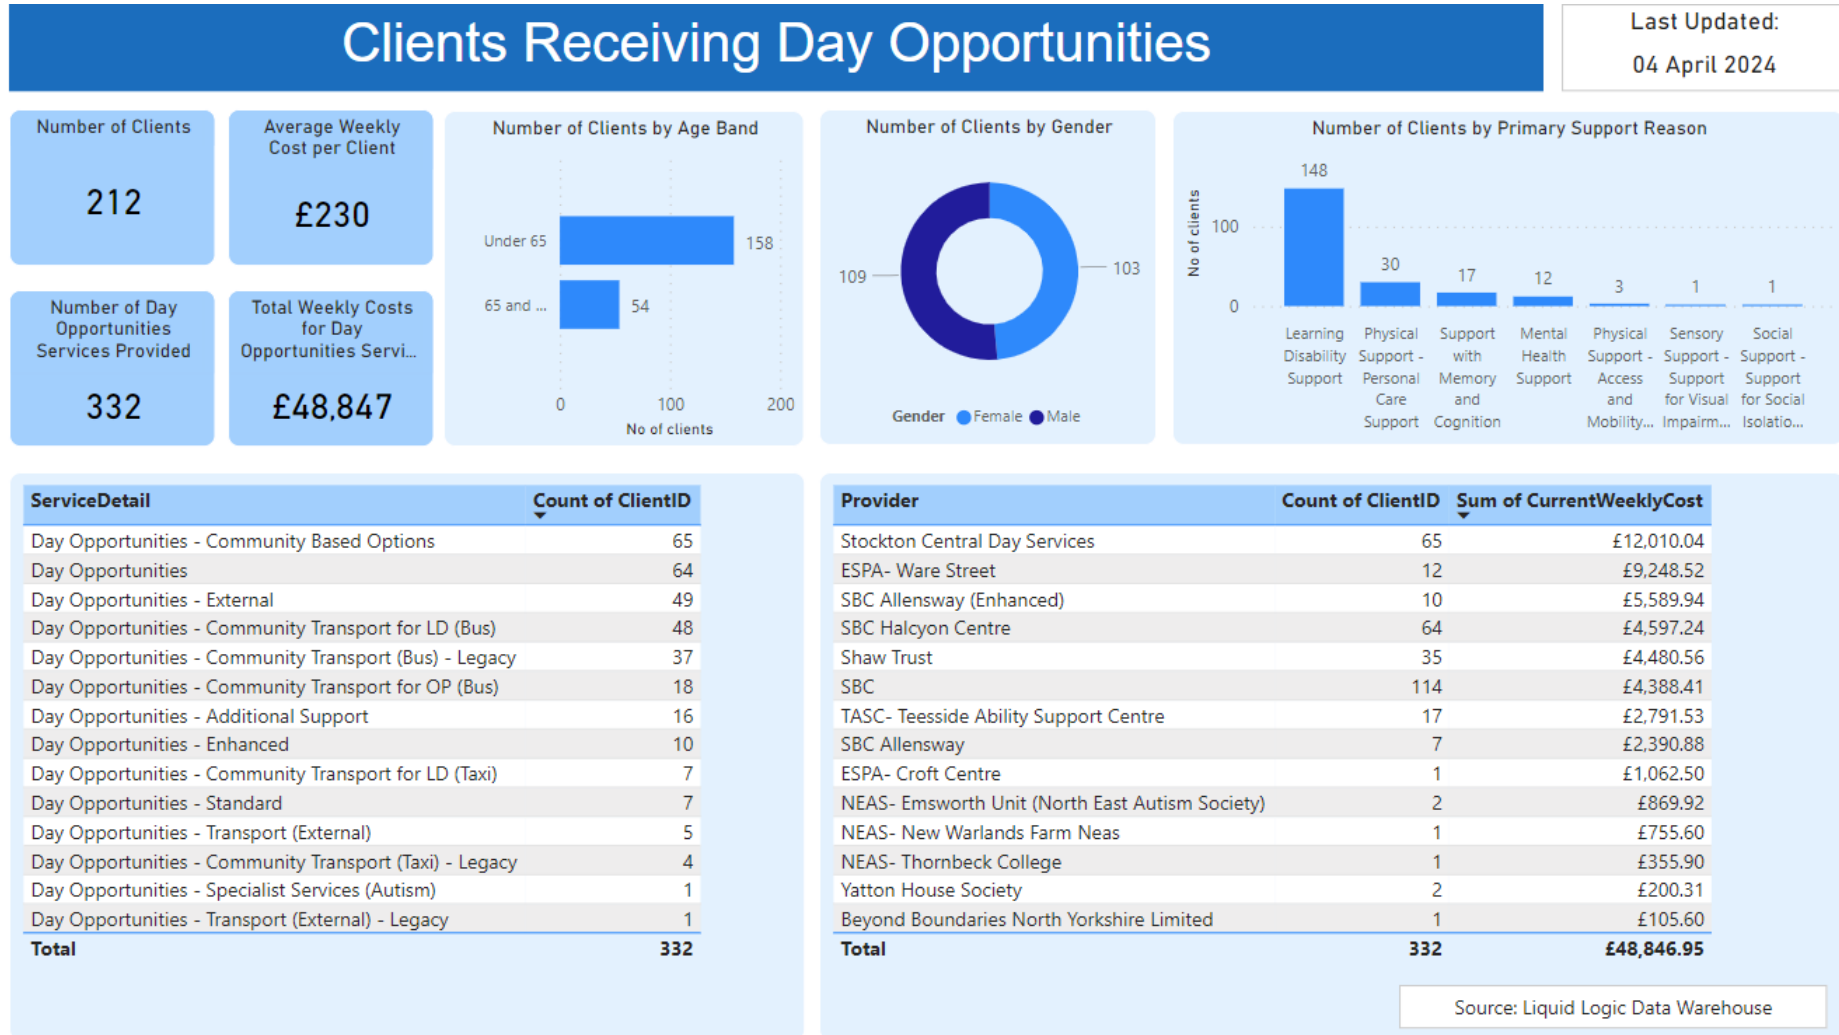 Clients Receiving Day Opportunities
Last Updated:
04 April 2024
Number of Clients
212
Average Weekly
Cost per Client
£230
Number of Day
Opportunities
Services Provided
332
Total Weekly Costs
for Day
Opportunities Servi...
£48,847
Number of Clients by Age Band
Under 65
158
65 and ...
54
0 100 200
No of clients
Number of Clients by Gender
109
103
Gender Female Male
Number of Clients by Primary Support Reason
No of clients
100
0
148
30
17
12
3
1
1
Learning
Disability
Support
Physical
Support -
Personal
Care
Support
Support
with
Memory
and
Cognition
Mental
Health
Support
Physical
Support -
Access
and
Mobility...
Sensory
Support -
Support
for Visual
Impairm...
Social
Support -
Support
for Social
Isolatio...
ServiceDetail Count of ClientID
Day Opportunities - Community Based Options 65
Day Opportunities 64
Day Opportunities - External 49
Day Opportunities - Community Transport for LD (Bus) 48
Day Opportunities - Community Transport (Bus) - Legacy 37
Day Opportunities - Community Transport for OP (Bus) 18
Day Opportunities - Additional Support 16
Day Opportunities - Enhanced 10
Day Opportunities - Community Transport for LD (Taxi) 7
Day Opportunities - Standard 7
Day Opportunities - Transport (External) 5
Day Opportunities - Community Transport (Taxi) - Legacy 4
Day Opportunities - Specialist Services (Autism) 1
Day Opportunities - Transport (External) - Legacy 1
Total 332
Provider Count of ClientID Sum of CurrentWeeklyCost
Stockton Central Day Services 65 £12,010.04
ESPA- Ware Street 12 £9,248.52
SBC Allensway (Enhanced) 10 £5,589.94
SBC Halcyon Centre 64 £4,597.24
Shaw Trust 35 £4,480.56
SBC 114 £4,388.41
TASC- Teesside Ability Support Centre 17 £2,791.53
SBC Allensway 7 £2,390.88
ESPA- Croft Centre 1 £1,062.50
NEAS- Emsworth Unit (North East Autism Society) 2 £869.92
NEAS- New Warlands Farm Neas 1 £755.60
NEAS- Thornbeck College 1 £355.90
Yatton House Society 2 £200.31
Beyond Boundaries North Yorkshire Limited 1 £105.60
Total 332 £48,846.95
Source: Liquid Logic Data Warehouse